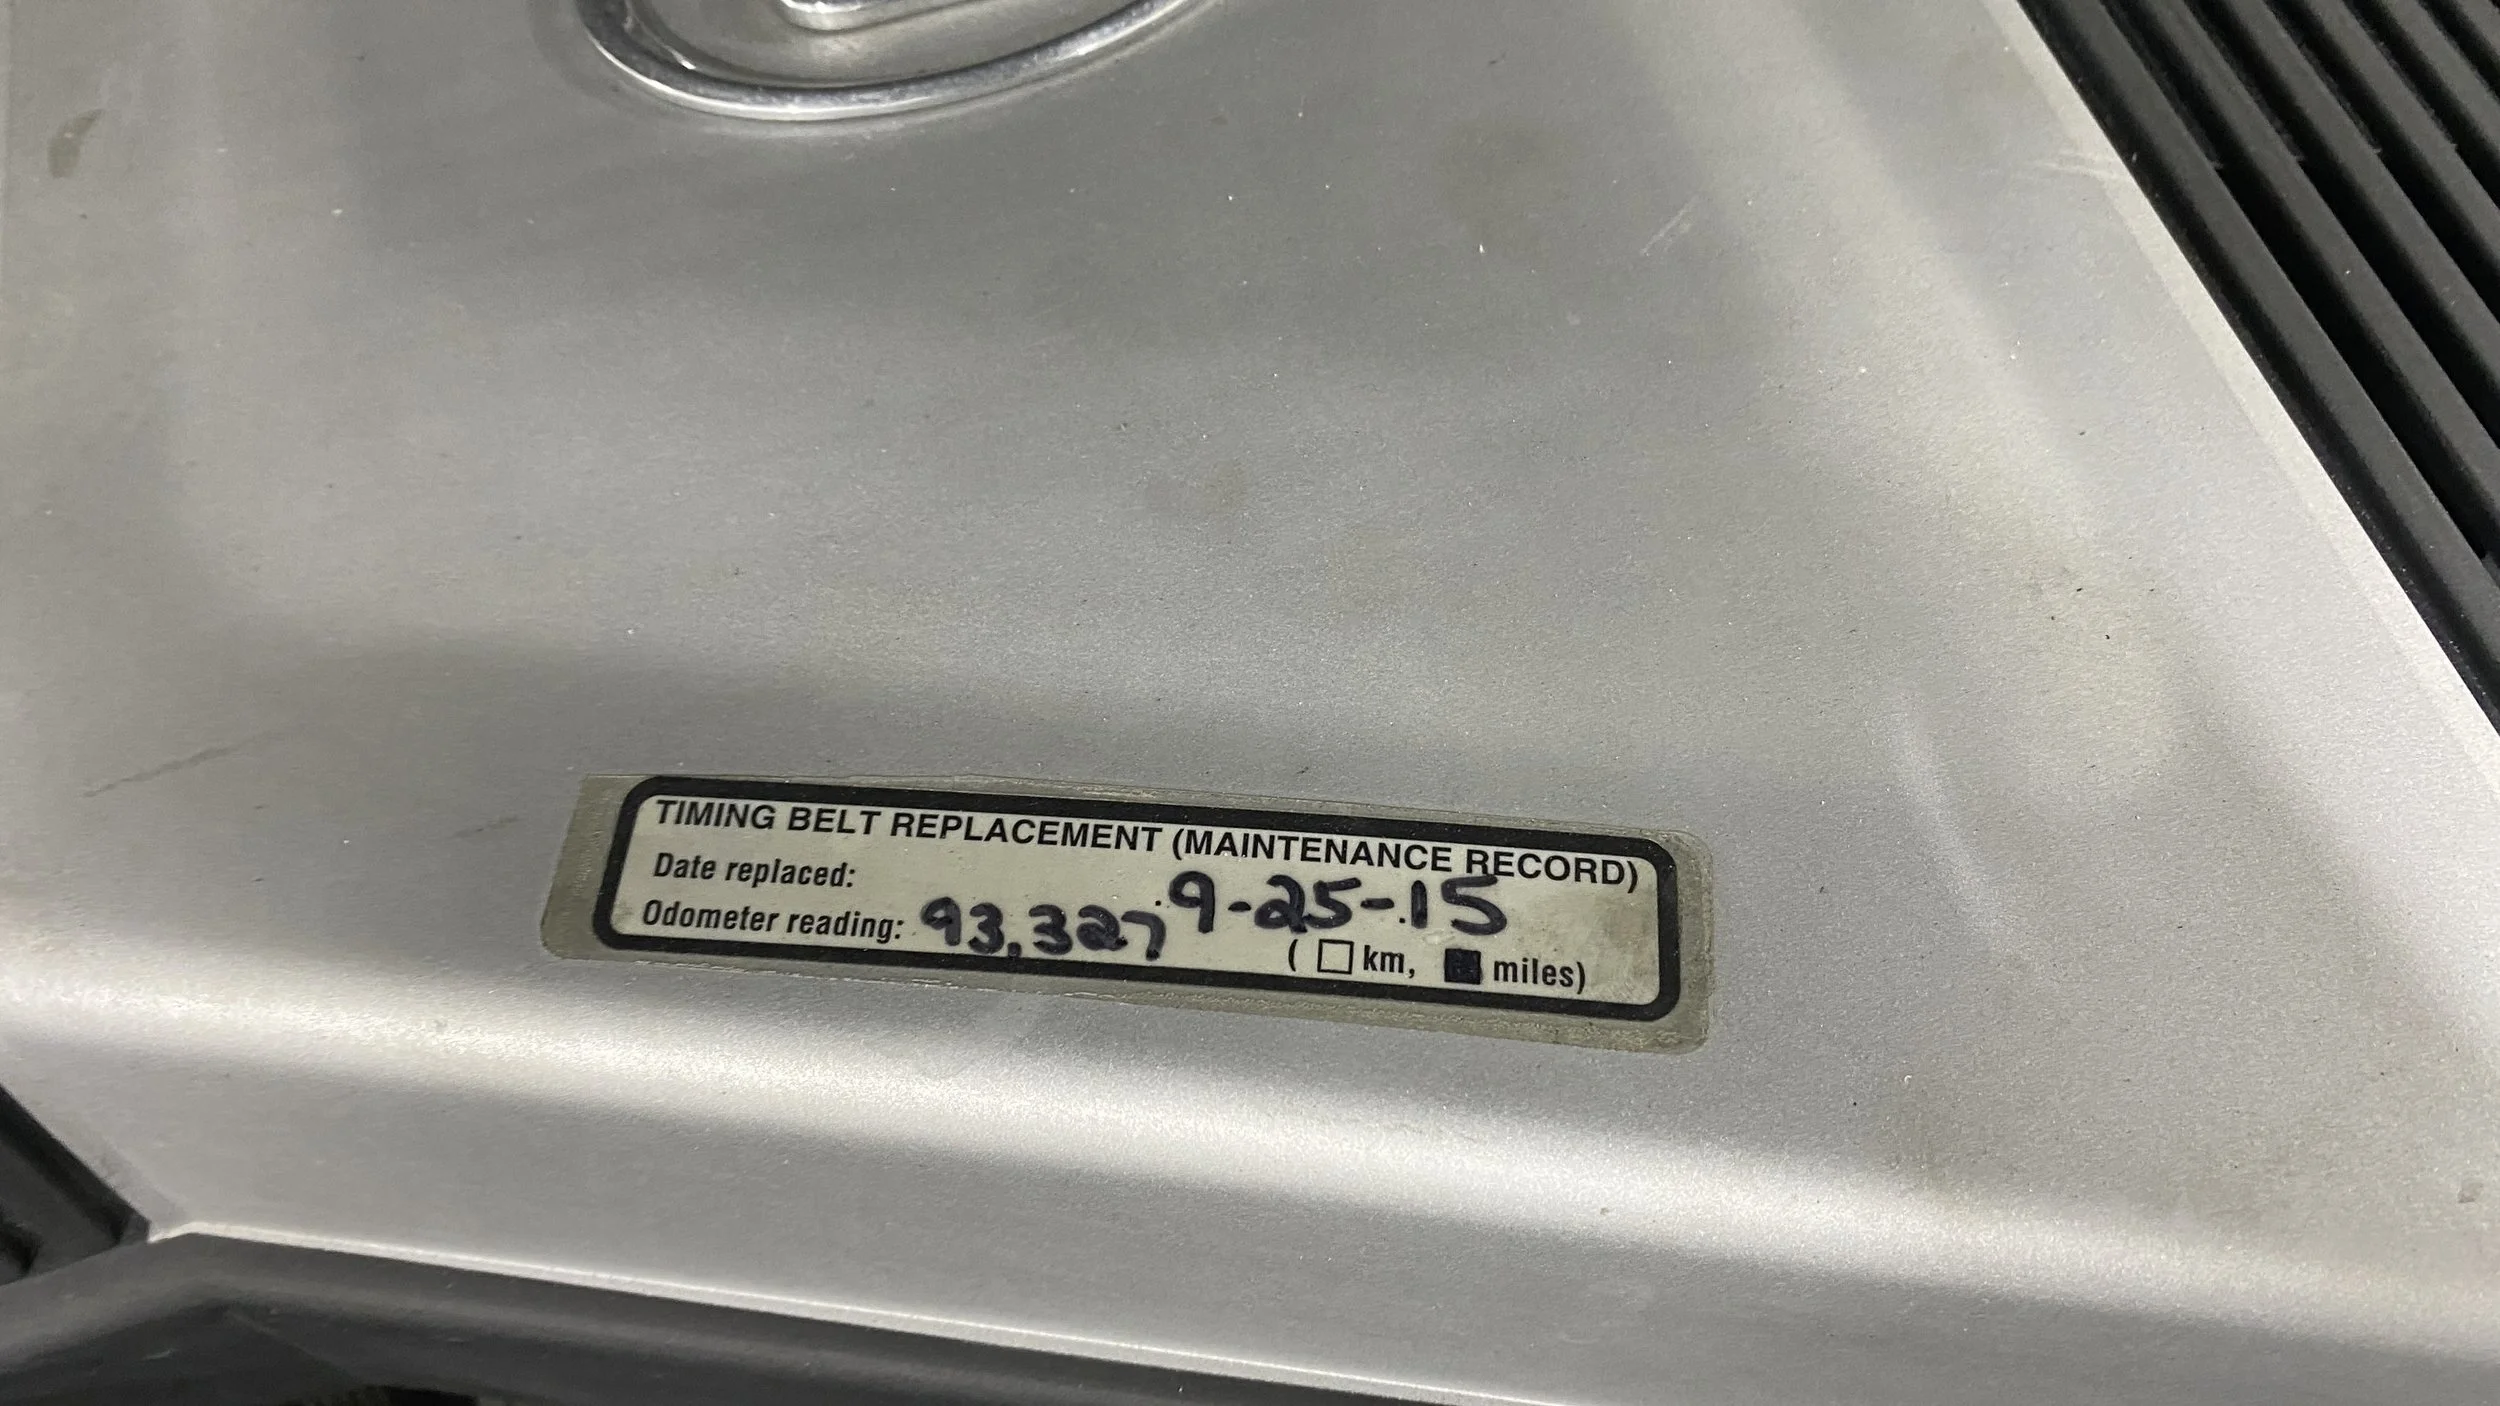 TIMING BELT REPLACEMENT (MAINTENANCE RECORD)
Date replaced: 9-25-15
Odometer reading: 93,327 ( □ km, ■ miles)